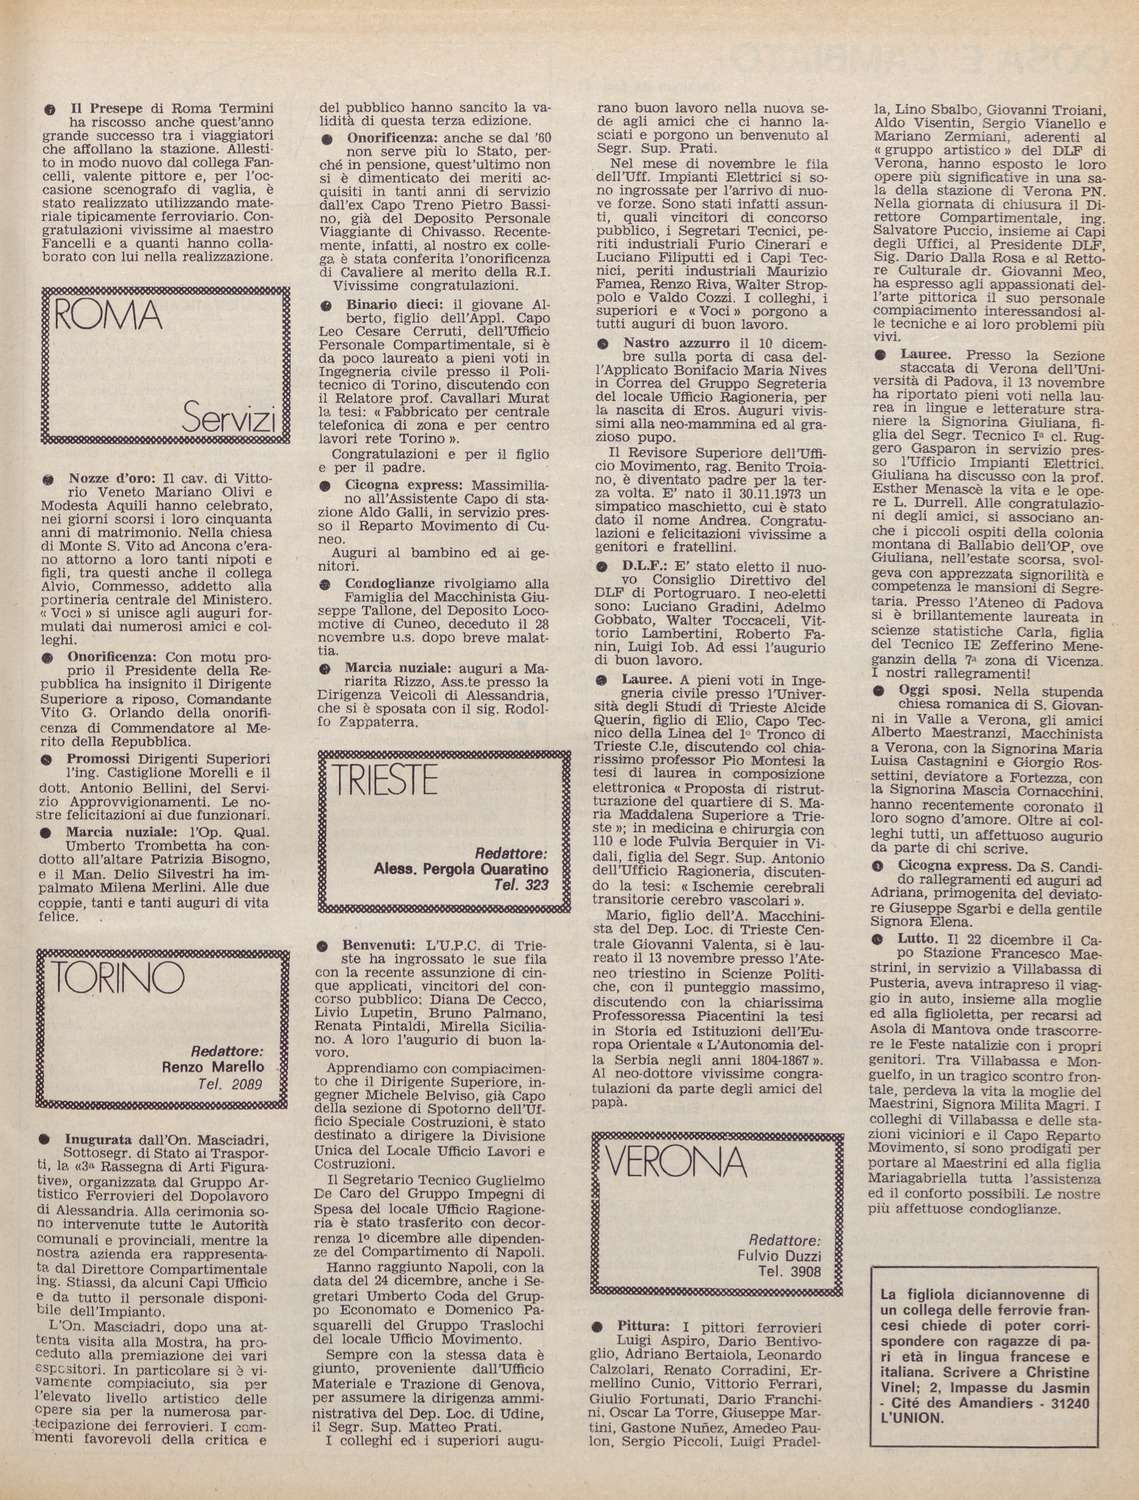 ● Il Presepe di Roma Termini
ha riscosso anche quest'anno
grande successo tra i viaggiatori
che affollano la stazione. Allesti-
to in modo nuovo dal collega Fan-
celli, valente pittore e, per l'oc-
casione scenografo di vaglia, è
stato realizzato utilizzando mate-
riale tipicamente ferroviario. Con-
gratulazioni vivissime al maestro
Fancelli e a quanti hanno colla-
borato con lui nella realizzazione.
ROMA
Servizi
● Nozze d'oro: Il cav. di Vitto-
rio Veneto Mariano Olivi e
Modesta Aquili hanno celebrato,
nei giorni scorsi i loro cinquanta
anni di matrimonio. Nella chiesa
di Monte S. Vito ad Ancona c'era-
no attorno a loro tanti nipoti e
figli, tra questi anche il collega
Alvio, Commesso, addetto alla
portineria centrale del Ministero.
« Voci » si unisce agli auguri for-
mulati dai numerosi amici e col-
leghi.
● Onorificenza: Con motu pro-
prio il Presidente della Re-
pubblica ha insignito il Dirigente
Superiore a riposo, Comandante
Vito G. Orlando della onorifi-
cenza di Commendatore al Me-
rito della Repubblica.
● Promossi Dirigenti Superiori
l'ing. Castiglione Morelli e il
dott. Antonio Bellini, del Servi-
zio Approvvigionamenti. Le no-
stre felicitazioni ai due funzionari.
● Marcia nuziale: l'Op. Qual.
Umberto Trombetta ha con-
dotto all'altare Patrizia Bisogno,
e il Man. Delio Silvestri ha im-
palmato Milena Merlini. Alle due
coppie, tanti e tanti auguri di vita
felice.
TORINO
Redattore:
Renzo Marello
Tel. 2089
● Inugurata dall'On. Masciadri,
Sottosegr. di Stato ai Traspor-
ti, la «3ª Rassegna di Arti Figura-
tive», organizzata dal Gruppo Ar-
tistico Ferrovieri del Dopolavoro
di Alessandria. Alla cerimonia so-
no intervenute tutte le Autorità
comunali e provinciali, mentre la
nostra azienda era rappresenta-
ta dal Direttore Compartimentale
ing. Stiassi, da alcuni Capi Ufficio
e da tutto il personale disponi-
bile dell'Impianto.
L'On. Masciadri, dopo una at-
tenta visita alla Mostra, ha pro-
ceduto alla premiazione dei vari
espositori. In particolare si è vi-
vamente compiaciuto, sia per
l'elevato livello artistico delle
opere sia per la numerosa par-
tecipazione dei ferrovieri. I com-
menti favorevoli della critica e
del pubblico hanno sancito la va-
lidità di questa terza edizione.
● Onorificenza: anche se dal '60
non serve più lo Stato, per-
ché in pensione, quest'ultimo non
si è dimenticato dei meriti ac-
quisiti in tanti anni di servizio
dall'ex Capo Treno Pietro Bassi-
no, già del Deposito Personale
Viaggiante di Chivasso. Recente-
mente, infatti, al nostro ex colle-
ga è stata conferita l'onorificenza
di Cavaliere al merito della R.I.
Vivissime congratulazioni.
● Binario dieci: il giovane Al-
berto, figlio dell'Appl. Capo
Leo Cesare Cerruti, dell'Ufficio
Personale Compartimentale, si è
da poco laureato a pieni voti in
Ingegneria civile presso il Poli-
tecnico di Torino, discutendo con
il Relatore prof. Cavallari Murat
la tesi: « Fabbricato per centrale
telefonica di zona e per centro
lavori rete Torino ».
Congratulazioni e per il figlio
e per il padre.
● Cicogna express: Massimilia-
no all'Assistente Capo di sta-
zione Aldo Galli, in servizio pres-
so il Reparto Movimento di Cu-
neo.
Auguri al bambino ed ai ge-
nitori.
● Condoglianze rivolgiamo alla
Famiglia del Macchinista Giu-
seppe Tallone, del Deposito Loco-
motive di Cuneo, deceduto il 28
novembre u.s. dopo breve malat-
tia.
● Marcia nuziale: auguri a Ma-
riarita Rizzo, Ass.te presso la
Dirigenza Veicoli di Alessandria,
che si è sposata con il sig. Rodol-
fo Zappaterra.
TRIESTE
Redattore:
Aless. Pergola Quaratino
Tel. 323
● Benvenuti: L'U.P.C. di Trie-
ste ha ingrossato le sue fila
con la recente assunzione di cin-
que applicati, vincitori del con-
corso pubblico: Diana De Cecco,
Livio Lupetin, Bruno Palmano,
Renata Pintaldi, Mirella Sicilia-
no. A loro l'augurio di buon la-
voro.
Apprendiamo con compiacimen-
to che il Dirigente Superiore, in-
gegner Michele Belviso, già Capo
della sezione di Spotorno dell'Uf-
ficio Speciale Costruzioni, è stato
destinato a dirigere la Divisione
Unica del Locale Ufficio Lavori e
Costruzioni.
Il Segretario Tecnico Guglielmo
De Caro del Gruppo Impegni di
Spesa del locale Ufficio Ragione-
ria è stato trasferito con decor-
renza 1º dicembre alle dipenden-
ze del Compartimento di Napoli.
Hanno raggiunto Napoli, con la
data del 24 dicembre, anche i Se-
gretari Umberto Coda del Grup-
po Economato e Domenico Pa-
squarelli del Gruppo Traslochi
del locale Ufficio Movimento.
Sempre con la stessa data è
giunto, proveniente dall'Ufficio
Materiale e Trazione di Genova,
per assumere la dirigenza ammi-
nistrativa del Dep. Loc. di Udine,
il Segr. Sup. Matteo Prati.
I colleghi ed i superiori augu-
rano buon lavoro nella nuova se-
de agli amici che ci hanno la-
sciati e porgono un benvenuto al
Segr. Sup. Prati.
Nel mese di novembre le fila
dell'Uff. Impianti Elettrici si so-
no ingrossate per l'arrivo di nuo-
ve forze. Sono stati infatti assun-
ti, quali vincitori di concorso
pubblico, i Segretari Tecnici, pe-
riti industriali Furio Cinerari e
Luciano Filiputti ed i Capi Tec-
nici, periti industriali Maurizio
Famea, Renzo Riva, Walter Strop-
polo e Valdo Cozzi. I colleghi, i
superiori e « Voci » porgono a
tutti auguri di buon lavoro.
● Nastro azzurro il 10 dicem-
bre sulla porta di casa del-
l'Applicato Bonifacio Maria Nives
in Correa del Gruppo Segreteria
del locale Ufficio Ragioneria, per
la nascita di Eros. Auguri vivis-
simi alla neo-mammina ed al gra-
zioso pupo.
Il Revisore Superiore dell'Uffi-
cio Movimento, rag. Benito Troia-
no, è diventato padre per la ter-
za volta. E' nato il 30.11.1973 un
simpatico maschietto, cui è stato
dato il nome Andrea. Congratu-
lazioni e felicitazioni vivissime a
genitori e fratellini.
● D.L.F.: E' stato eletto il nuo-
vo Consiglio Direttivo del
DLF di Portogruaro. I neo-eletti
sono: Luciano Gradini, Adelmo
Gobbato, Walter Toccaceli, Vit-
torio Lambertini, Roberto Fa-
nin, Luigi Iob. Ad essi l'augurio
di buon lavoro.
● Lauree. A pieni voti in Inge-
gneria civile presso l'Univer-
sità degli Studi di Trieste Alcide
Querin, figlio di Elio, Capo Tec-
nico della Linea del 1º Tronco di
Trieste C.le, discutendo col chia-
rissimo professor Pio Montesi la
tesi di laurea in composizione
elettronica « Proposta di ristrut-
turazione del quartiere di S. Ma-
ria Maddalena Superiore a Trie-
ste »; in medicina e chirurgia con
110 e lode Fulvia Berquier in Vi-
dali, figlia del Segr. Sup. Antonio
dell'Ufficio Ragioneria, discuten-
do la tesi: « Ischemie cerebrali
transitorie cerebro vascolari ».
Mario, figlio dell'A. Macchini-
sta del Dep. Loc. di Trieste Cen-
trale Giovanni Valenta, si è lau-
reato il 13 novembre presso l'Ate-
neo triestino in Scienze Politi-
che, con il punteggio massimo,
discutendo con la chiarissima
Professoressa Piacentini la tesi
in Storia ed Istituzioni dell'Eu-
ropa Orientale « L'Autonomia del-
la Serbia negli anni 1804-1867 ».
Al neo-dottore vivissime congra-
tulazioni da parte degli amici del
papà.
VERONA
Redattore:
Fulvio Duzzi
Tel. 3908
● Pittura: I pittori ferrovieri
Luigi Aspiro, Dario Bentivo-
glio, Adriano Bertaiola, Leonardo
Calzolari, Renato Corradini, Er-
mellino Cunio, Vittorio Ferrari,
Giulio Fortunati, Dario Franchi-
ni, Oscar La Torre, Giuseppe Mar-
tini, Gastone Nuñez, Amedeo Pau-
lon, Sergio Piccoli, Luigi Pradel-
la, Lino Sbalbo, Giovanni Troiani,
Aldo Visentin, Sergio Vianello e
Mariano Zermiani, aderenti al
« gruppo artistico » del DLF di
Verona, hanno esposto le loro
opere più significative in una sa-
la della stazione di Verona PN.
Nella giornata di chiusura il Di-
rettore Compartimentale, ing.
Salvatore Puccio, insieme ai Capi
degli Uffici, al Presidente DLF,
Sig. Dario Dalla Rosa e al Retto-
re Culturale dr. Giovanni Meo,
ha espresso agli appassionati del-
l'arte pittorica il suo personale
compiacimento interessandosi al-
le tecniche e ai loro problemi più
vivi.
● Lauree. Presso la Sezione
staccata di Verona dell'Uni-
versità di Padova, il 13 novembre
ha riportato pieni voti nella lau-
rea in lingue e letterature stra-
niere la Signorina Giuliana, fi-
glia del Segr. Tecnico Iª cl. Rug-
gero Gasparon in servizio pres-
so l'Ufficio Impianti Elettrici.
Giuliana ha discusso con la prof.
Esther Menascè la vita e le ope-
re L. Durrell. Alle congratulazio-
ni degli amici, si associano an-
che i piccoli ospiti della colonia
montana di Ballabio dell'OP, ove
Giuliana, nell'estate scorsa, svol-
geva con apprezzata signorilità e
competenza le mansioni di Segre-
taria. Presso l'Ateneo di Padova
si è brillantemente laureata in
scienze statistiche Carla, figlia
del Tecnico IE Zefferino Mene-
ganzin della 7ª zona di Vicenza.
I nostri rallegramenti!
● Oggi sposi. Nella stupenda
chiesa romanica di S. Giovan-
ni in Valle a Verona, gli amici
Alberto Maestranzi, Macchinista
a Verona, con la Signorina Maria
Luisa Castagnini e Giorgio Ros-
settini, deviatore a Fortezza, con
la Signorina Mascia Cornacchini,
hanno recentemente coronato il
loro sogno d'amore. Oltre ai col-
leghi tutti, un affettuoso augurio
da parte di chi scrive.
● Cicogna express. Da S. Candi-
do rallegramenti ed auguri ad
Adriana, primogenita del deviato-
re Giuseppe Sgarbi e della gentile
Signora Elena.
● Lutto. Il 22 dicembre il Ca-
po Stazione Francesco Mae-
strini, in servizio a Villabassa di
Pusteria, aveva intrapreso il viag-
gio in auto, insieme alla moglie
ed alla figlioletta, per recarsi ad
Asola di Mantova onde trascorre-
re le Feste natalizie con i propri
genitori. Tra Villabassa e Mon-
guelfo, in un tragico scontro fron-
tale, perdeva la vita la moglie del
Maestrini, Signora Milita Magri. I
colleghi di Villabassa e delle sta-
zioni viciniori e il Capo Reparto
Movimento, si sono prodigati per
portare al Maestrini ed alla figlia
Mariagabriella tutta l'assistenza
ed il conforto possibili. Le nostre
più affettuose condoglianze.
La figliola diciannovenne di
un collega delle ferrovie fran-
cesi chiede di poter corri-
spondere con ragazze di pa-
ri età in lingua francese e
italiana. Scrivere a Christine
Vinel; 2, Impasse du Jasmin
- Cité des Amandiers - 31240
L'UNION.